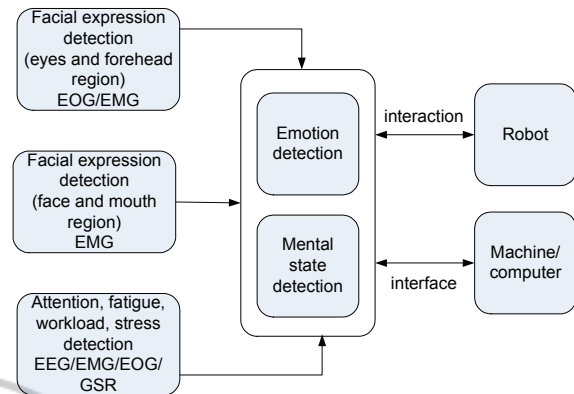 Facial expression
detection
(eyes and forehead
region)
EOG/EMG
Facial expression
detection
(face and mouth
region)
EMG
Attention, fatigue,
workload, stress
detection
EEG/EMG/EOG/
GSR
Emotion
detection
Mental
state
detection
interaction
interface
Robot
Machine/
computer